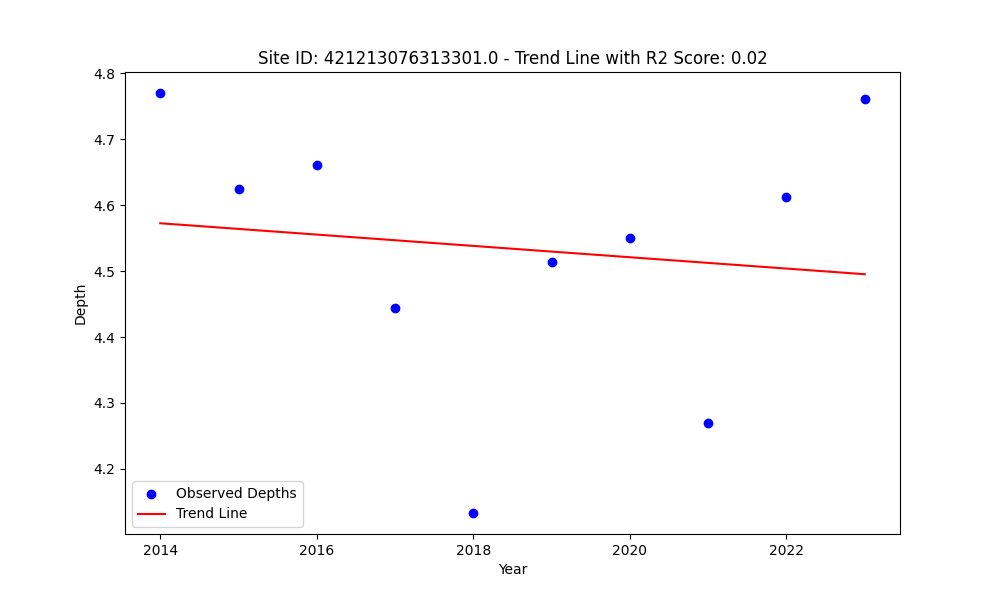 Site ID: 421213076313301.0 - Trend Line with R2 Score: 0.02
4.8
4.7
4.6
4.5
4.4
4.3
4.2
Depth
Observed Depths
Trend Line
2014 2016 2018 2020 2022
Year